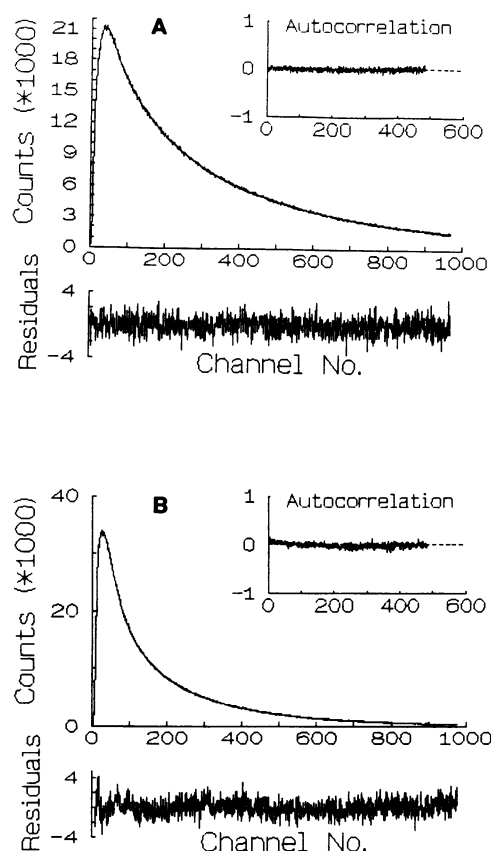 A
Counts (*1000)
21
18
15
12
9
6
3
0
0 200 400 600 800 1000
Autocorrelation
1
0
-1
0 200 400 600
Residuals
4
-4
Channel No.
B
Counts (*1000)
40
20
0
0 200 400 600 800 1000
Autocorrelation
1
0
-1
0 200 400 600
Residuals
4
-4
Channel No.